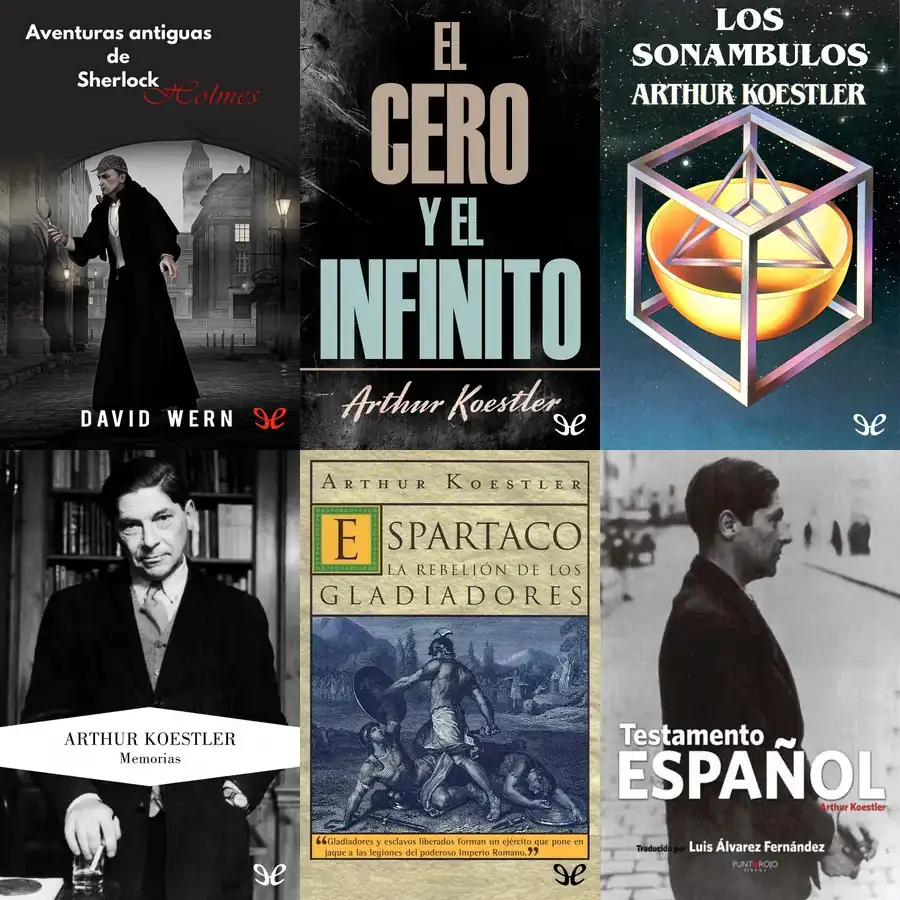 Aventuras antiguas
de
Sherlock
Holmes
DAVID WERN
EL
CERO
Y EL
INFINITO
Arthur Koestler
LOS
SONAMBULOS
ARTHUR KOESTLER
ARTHUR KOESTLER
Memorias
ARTHUR KOESTLER
ESPARTACO
LA REBELIÓN DE LOS
GLADIADORES
“Gladiadores y esclavos liberados forman un ejército que pone en
jaque a las legiones del poderoso Imperio Romano.”
Testamento
ESPAÑOL
Arthur Koestler
Traducido por Luis Álvarez Fernández
PUNTOROJO
libros